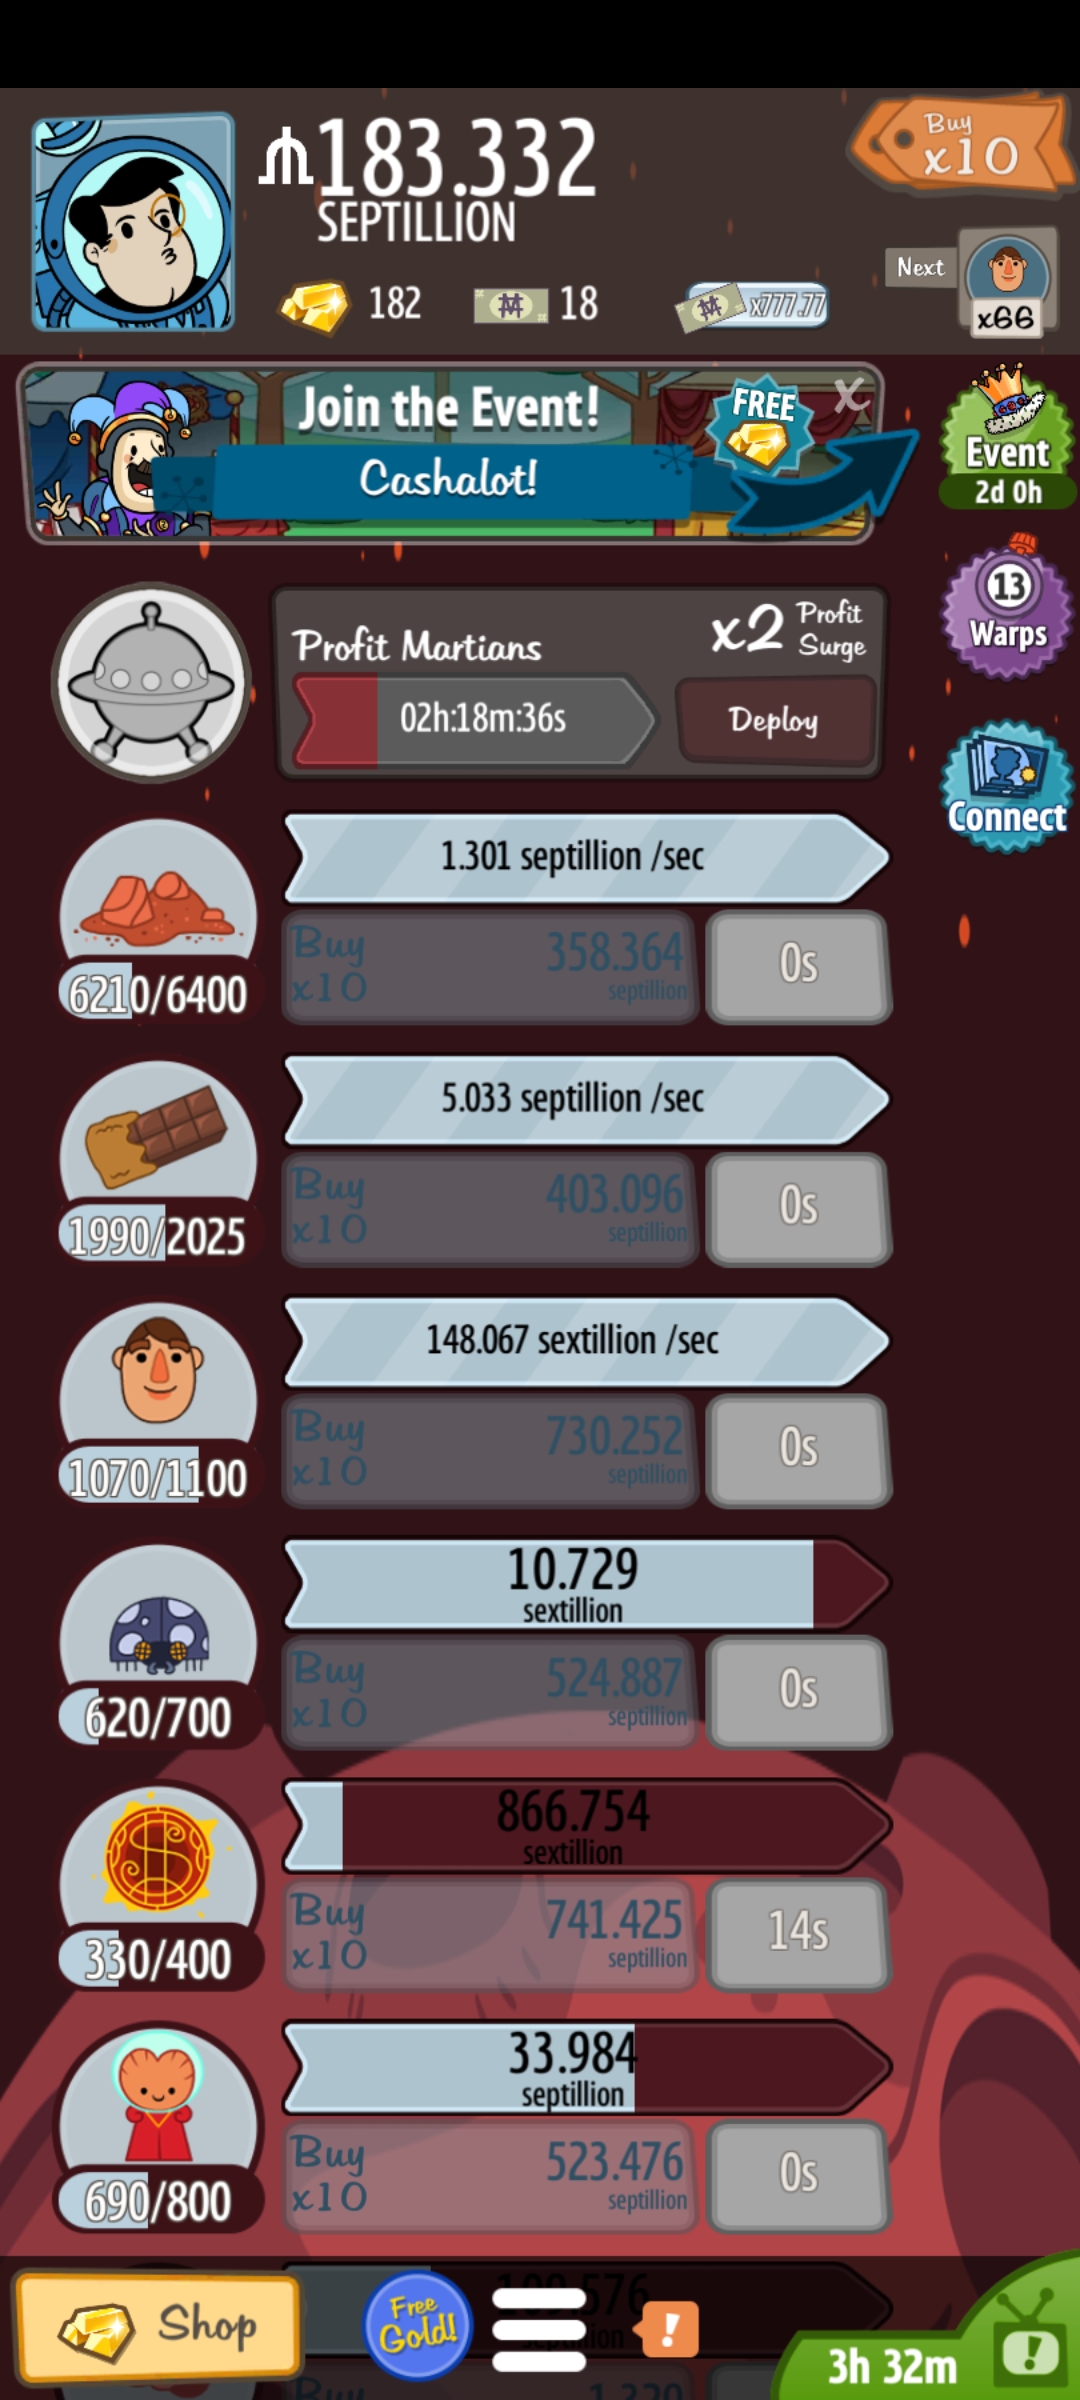 183.332
SEPTILLION
Buy
x10
182
18
x777.77
Next
x66
Join the Event!
Cashalot!
FREE
X
Event
2d 0h
13
Warps
Connect
Profit Martians
x2 Profit
Surge
02h:18m:36s
Deploy
1.301 septillion /sec
Buy
x10
358.364
septillion
0s
6210/6400
5.033 septillion /sec
Buy
x10
403.096
septillion
0s
1990/2025
148.067 sextillion /sec
Buy
x10
730.252
septillion
0s
1070/1100
10.729
sextillion
Buy
x10
524.887
septillion
0s
620/700
866.754
sextillion
Buy
x10
741.425
septillion
14s
330/400
33.984
septillion
Buy
x10
523.476
septillion
0s
690/800
Shop
Free
Gold!
!
3h 32m
!
Buy